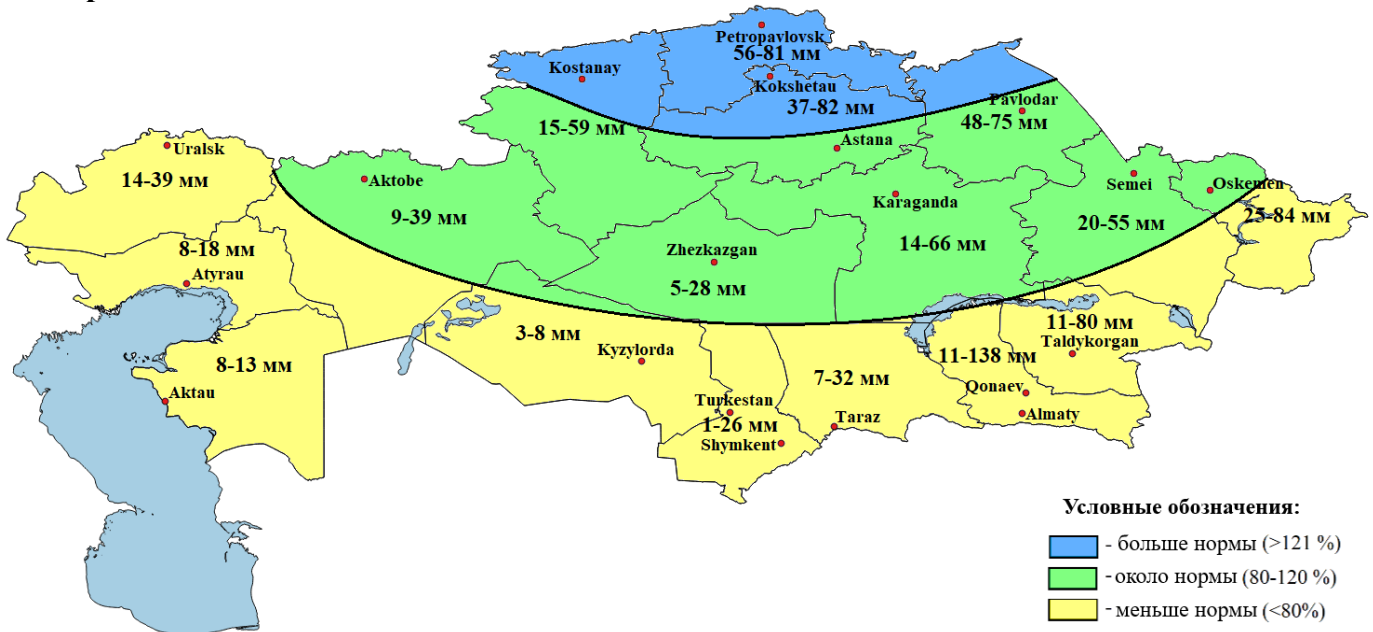 Petropavlovsk
56-81 мм
Kostanay
Kokshetau
37-82 мм
Pavlodar
48-75 мм
15-59 мм
Astana
Uralsk
14-39 мм
Aktobe
9-39 мм
Karaganda
14-66 мм
Semei
20-55 мм
Oskemen
25-84 мм
8-18 мм
Atyrau
Zhezkazgan
5-28 мм
3-8 мм
Kyzylorda
11-80 мм
Taldykorgan
11-138 мм
Qonaev
Almaty
8-13 мм
Aktau
7-32 мм
Taraz
Turkestan
1-26 мм
Shymkent
Условные обозначения:
- больше нормы (>121 %)
- около нормы (80-120 %)
- меньше нормы (<80%)